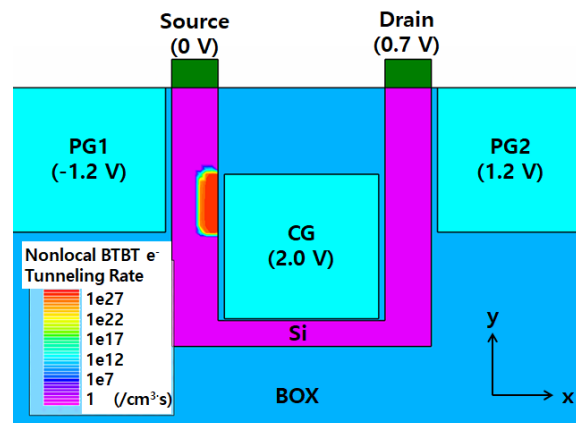 Source
(0 V)
Drain
(0.7 V)
PG1
(-1.2 V)
PG2
(1.2 V)
CG
(2.0 V)
Nonlocal BTBT e-
Tunneling Rate
1e27
1e22
1e17
1e12
1e7
1 (/cm³·s)
Si
BOX
y
x